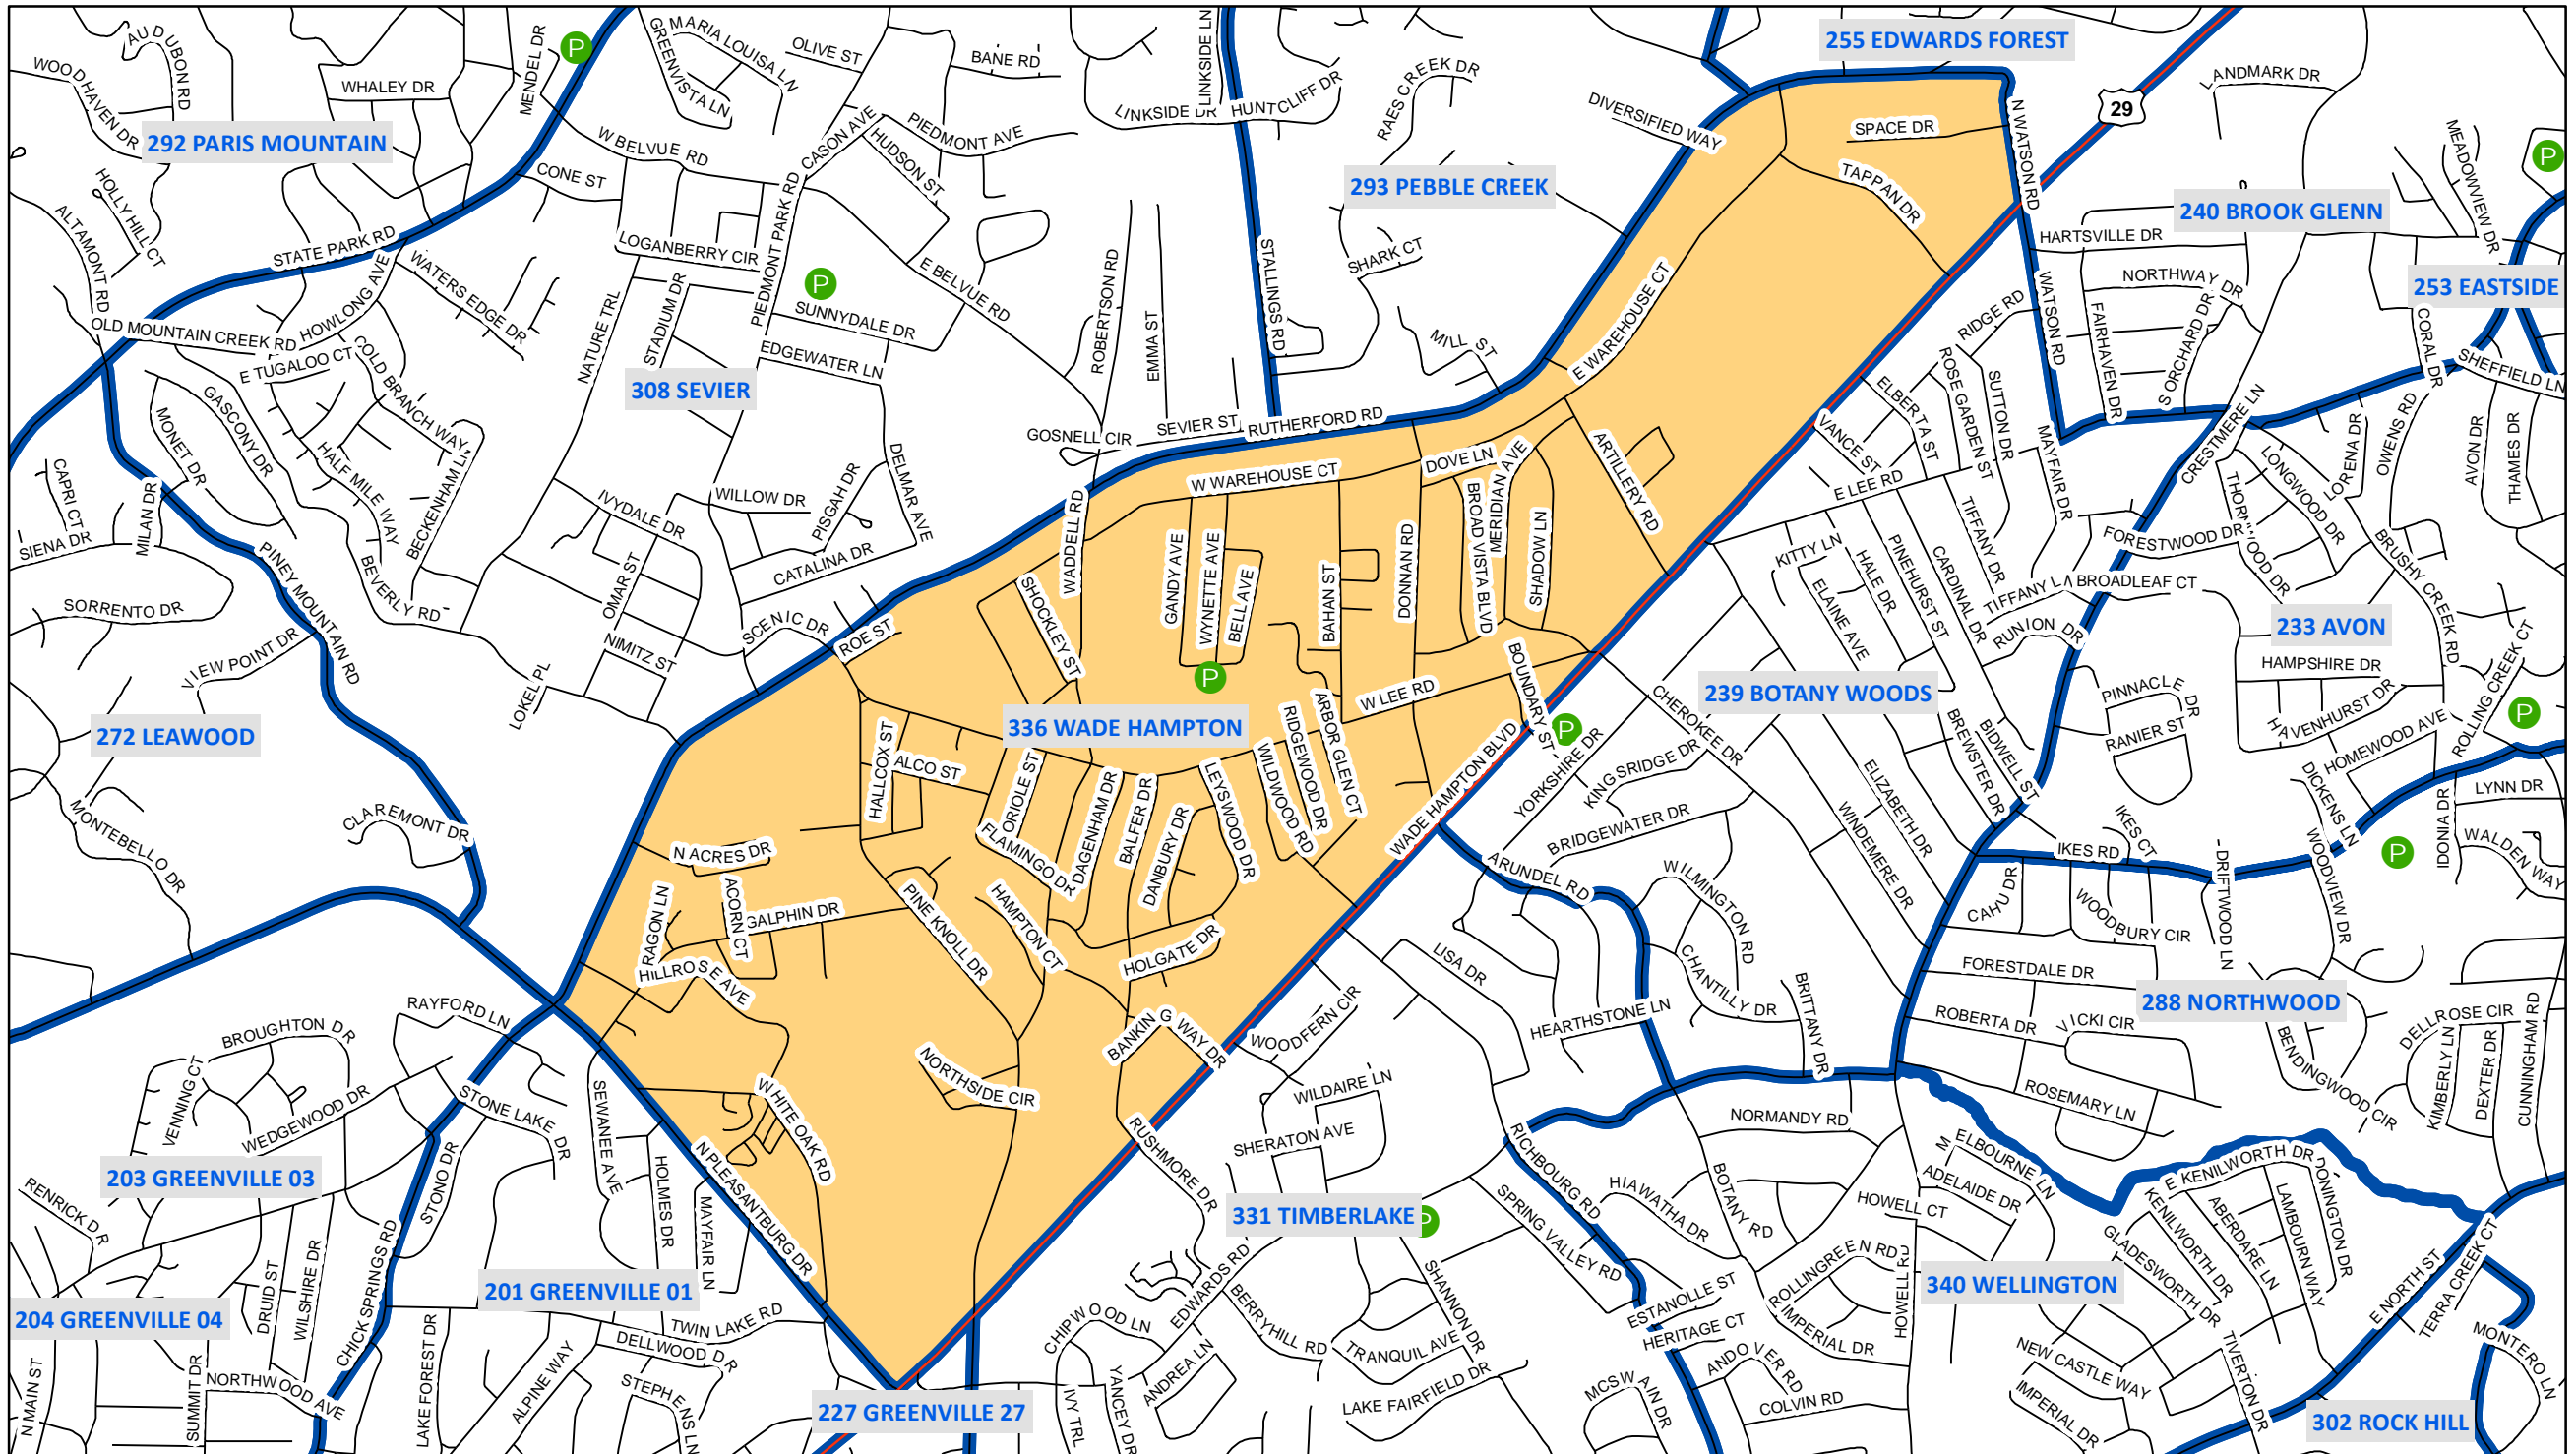 255 EDWARDS FOREST
29
292 PARIS MOUNTAIN
293 PEBBLE CREEK
240 BROOK GLENN
253 EASTSIDE
308 SEVIER
233 AVON
239 BOTANY WOODS
272 LEAWOOD
336 WADE HAMPTON
288 NORTHWOOD
203 GREENVILLE 03
331 TIMBERLAKE
201 GREENVILLE 01
340 WELLINGTON
204 GREENVILLE 04
227 GREENVILLE 27
302 ROCK HILL
P
P
P
P
P
P
P
P
AUDUBON RD
WOODHAVEN DR
WHALEY DR
MENDEL DR
GREENVISTA LN
MARIA LOUISA LN
OLIVE ST
BANE RD
LINKSIDE LN
LINKSIDE DR
HUNTCLIFF DR
RAES CREEK DR
DIVERSIFIED WAY
SPACE DR
N WATSON RD
TAPPAN DR
LANDMARK DR
MEADOWVIEW DR
HOLLY HILL CT
ALTAMONT RD
W BELVUE RD
CONE ST
CASON AVE
HUDSON ST
PIEDMONT AVE
PIEDMONT PARK RD
STATE PARK RD
LOGANBERRY CIR
HOWLONG AVE
WATERS EDGE DR
STADIUM DR
NATURE TRL
SUNNYDALE DR
E BELVUE RD
EDGEWATER LN
ROBERTSON RD
EMMA ST
STALLINGS RD
SHARK CT
MILL ST
E WAREHOUSE CT
HARTSVILLE DR
NORTHWAY DR
WATSON RD
FAIRHAVEN DR
S ORCHARD DR
RIDGE RD
CORAL DR
SHEFFIELD LN
OLD MOUNTAIN CREEK RD
E TUGALOO CT
COLD BRANCH WAY
GASCONY DR
MONET DR
HALF MILE WAY
BECKENHAM LN
CAPRI CT
MILAN DR
SIENA DR
PINEY MOUNTAIN RD
BEVERLY RD
SORRENTO DR
VIEW POINT DR
IVYDALE DR
WILLOW DR
PISGAH DR
DELMAR AVE
CATALINA DR
OMAR ST
NIMITZ ST
SCENIC DR
ROE ST
LOKEL PL
GOSNELL CIR
SEVIER ST
RUTHERFORD RD
W WAREHOUSE CT
WADDELL RD
SHOCKLEY ST
GANDY AVE
WYNETTE AVE
BELL AVE
BAHAN ST
DONNAN RD
DOVE LN
MERIDIAN AVE
BROAD VISTA BLVD
SHADOW LN
ARTILLERY RD
BOUNDARY ST
W LEE RD
ARBOR GLEN CT
RIDGEWOOD DR
WILDWOOD RD
LEYSWOOD DR
ELBERTA ST
ROSE GARDEN ST
SUTTON DR
VANCE ST
E LEE RD
MAYFAIR DR
CRESTMERE LN
LONGWOOD DR
THORNWOOD DR
LORENA DR
OWENS RD
AVON DR
THAMES DR
TIFFANY DR
FORESTWOOD DR
BRUSHY CREEK RD
KITTY LN
HALE DR
PINEHURST ST
CARDINAL DR
ELAINE AVE
TIFFANY LN
BROADLEAF CT
RUNION DR
HAMPSHIRE DR
HAVENHURST DR
ROLLING CREEK CT
PINNACLE DR
RANIER ST
HOMEWOOD AVE
DICKENS LN
CHEROKEE DR
YORKSHIRE DR
KINGSRIDGE DR
WADE HAMPTON BLVD
BRIDGEWATER DR
BREWSTER DR
BIDWELL ST
ELIZABETH DR
WINDEMERE DR
IKES CT
IKES RD
LYNN DR
IDONIA DR
WALDEN WAY
WOODVIEW DR
DRIFTWOOD LN
CAHU DR
WOODBURY CIR
FORESTDALE DR
ROBERTA DR
VICKI CIR
ROSEMARY LN
BENDINGWOOD CIR
DELLROSE CIR
KIMBERLY LN
DEXTER DR
CUNNINGHAM RD
MONTEBELLO DR
CLAREMONT DR
HALLCOX ST
ALCO ST
ORIOLE ST
FLAMINGO DR
DAGENHAM DR
BALFER DR
DANBURY DR
N ACRES DR
ACORN CT
GALPHIN DR
HILLROSE AVE
PINE KNOLL DR
HAMPTON CT
HOLGATE DR
BANKING WAY DR
NORTHSIDE CIR
WHITE OAK RD
N PLEASANTBURG DR
ARUNDEL RD
WILMINGTON RD
LISA DR
CHANTILLY DR
BRITTANY DR
HEARTHSTONE LN
WOODFERN CIR
WILDAIRE LN
SHERATON AVE
RUSHMORE DR
NORMANDY RD
RICHBOURG RD
HIAWATHA DR
BOTANY RD
SPRING VALLEY RD
MELBOURNE LN
ADELAIDE DR
HOWELL CT
HOWELL RD
E KENILWORTH DR
KENILWORTH DR
DONINGTON DR
LAMBOURN WAY
ABERDARE LN
GLADESWORTH DR
E NORTH ST
TERRA CREEK CT
MONTERO LN
RAYFORD LN
BROUGHTON DR
VENNING CT
WEDGEWOOD DR
STONE LAKE DR
STONO DR
SEWANEE AVE
HOLMES DR
MAYFAIR LN
RENRICK DR
DRUID ST
WILSHIRE DR
CHICK SPRINGS RD
N MAIN ST
SUMMIT DR
NORTHWOOD AVE
LAKE FOREST DR
ALPINE WAY
DELLWOOD DR
TWIN LAKE RD
STEPHENS LN
CHIPWOOD LN
EDWARDS RD
BERRYHILL RD
ANDREA LN
YANCEY DR
IVY TRL
SHANNON DR
TRANQUIL AVE
LAKE FAIRFIELD DR
ESTANOLLE ST
HERITAGE CT
ROLLINGREEN RD
IMPERIAL DR
ANDOVER RD
MCSWAIN DR
COLVIN RD
NEW CASTLE WAY
IMPERIAL DR
TIVERTON DR